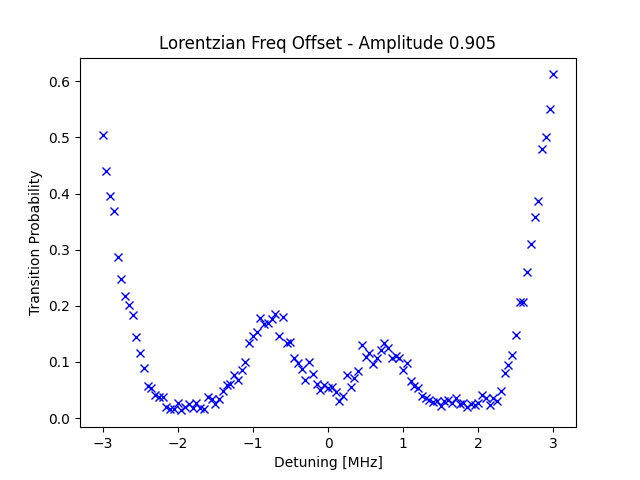 Lorentzian Freq Offset - Amplitude 0.905
Transition Probability
0.6
0.5
0.4
0.3
0.2
0.1
0.0
−3 −2 −1 0 1 2 3
Detuning [MHz]